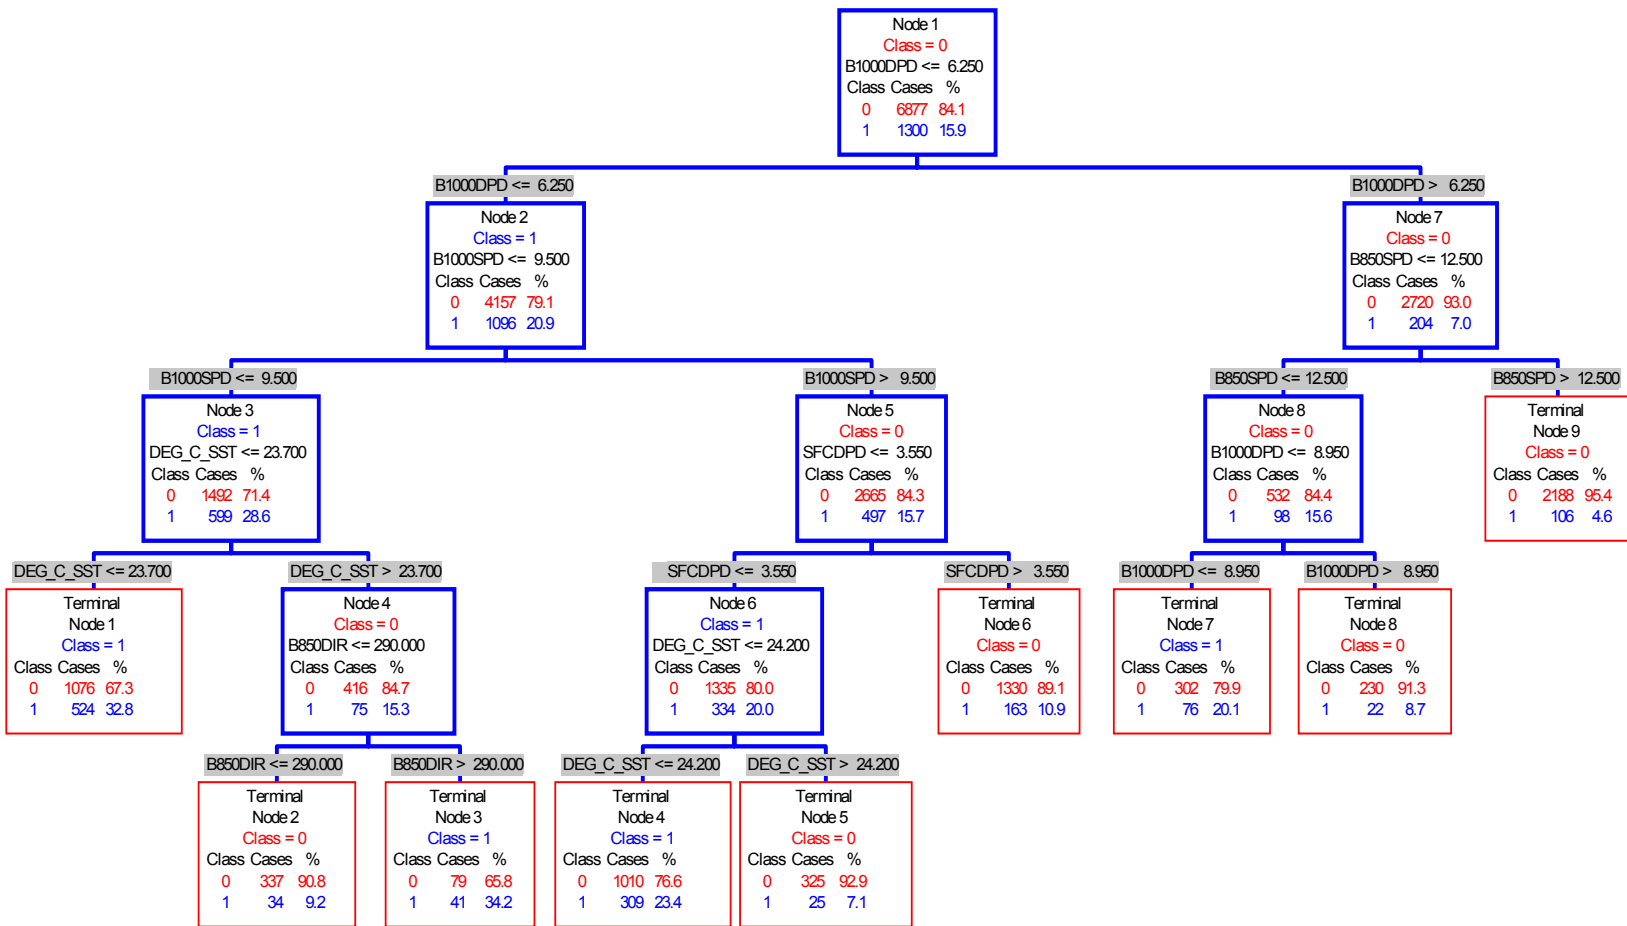 Node 1
Class = 0
B1000DPD <= 6.250
Class Cases %
0 6877 84.1
1 1300 15.9
B1000DPD <= 6.250
B1000DPD > 6.250
Node 2
Class = 1
B1000SPD <= 9.500
Class Cases %
0 4157 79.1
1 1096 20.9
Node 7
Class = 0
B850SPD <= 12.500
Class Cases %
0 2720 93.0
1 204 7.0
B1000SPD <= 9.500
B1000SPD > 9.500
B850SPD <= 12.500
B850SPD > 12.500
Node 3
Class = 1
DEG_C_SST <= 23.700
Class Cases %
0 1492 71.4
1 599 28.6
Node 5
Class = 0
SFCDPD <= 3.550
Class Cases %
0 2665 84.3
1 497 15.7
Node 8
Class = 0
B1000DPD <= 8.950
Class Cases %
0 532 84.4
1 98 15.6
Terminal
Node 9
Class = 0
Class Cases %
0 2188 95.4
1 106 4.6
DEG_C_SST <= 23.700
DEG_C_SST > 23.700
SFCDPD <= 3.550
SFCDPD > 3.550
B1000DPD <= 8.950
B1000DPD > 8.950
Terminal
Node 1
Class = 1
Class Cases %
0 1076 67.3
1 524 32.8
Node 4
Class = 0
B850DIR <= 290.000
Class Cases %
0 416 84.7
1 75 15.3
Node 6
Class = 1
DEG_C_SST <= 24.200
Class Cases %
0 1335 80.0
1 334 20.0
Terminal
Node 6
Class = 0
Class Cases %
0 1330 89.1
1 163 10.9
Terminal
Node 7
Class = 1
Class Cases %
0 302 79.9
1 76 20.1
Terminal
Node 8
Class = 0
Class Cases %
0 230 91.3
1 22 8.7
B850DIR <= 290.000
B850DIR > 290.000
DEG_C_SST <= 24.200
DEG_C_SST > 24.200
Terminal
Node 2
Class = 0
Class Cases %
0 337 90.8
1 34 9.2
Terminal
Node 3
Class = 1
Class Cases %
0 79 65.8
1 41 34.2
Terminal
Node 4
Class = 1
Class Cases %
0 1010 76.6
1 309 23.4
Terminal
Node 5
Class = 0
Class Cases %
0 325 92.9
1 25 7.1